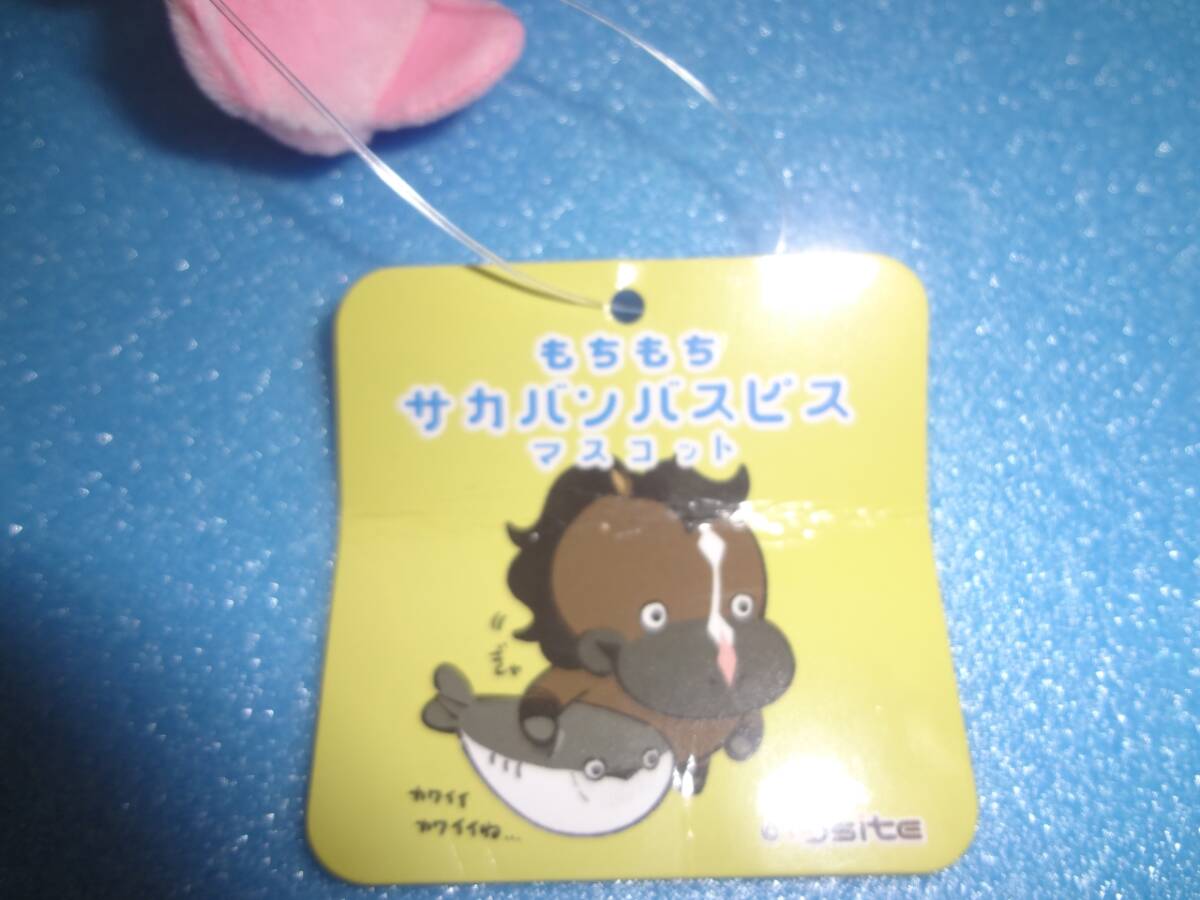 もちもち
サカバンバスピス
マスコット
カワイイ
カワイイね…